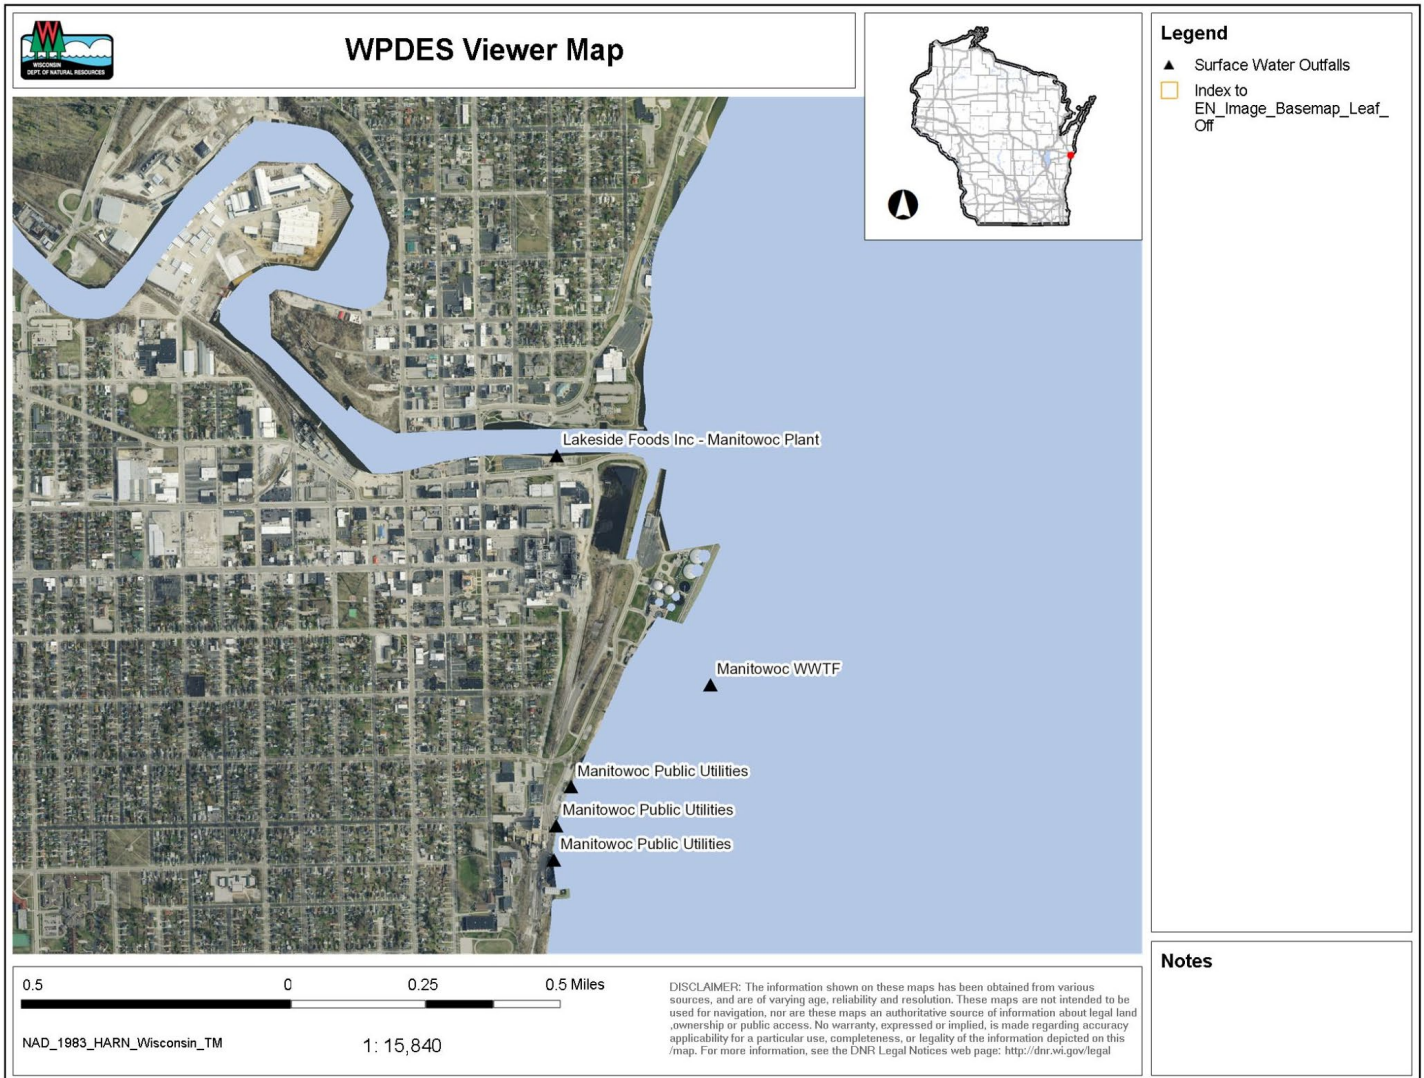 WISCONSIN
DEPT. OF NATURAL RESOURCES
WPDES Viewer Map
Legend
Surface Water Outfalls
Index to
EN_Image_Basemap_Leaf_
Off
Lakeside Foods Inc - Manitowoc Plant
Manitowoc WWTF
Manitowoc Public Utilities
Manitowoc Public Utilities
Manitowoc Public Utilities
Notes
0.5 0 0.25 0.5 Miles
NAD_1983_HARN_Wisconsin_TM
1: 15,840
DISCLAIMER: The information shown on these maps has been obtained from various
sources, and are of varying age, reliability and resolution. These maps are not intended to be
used for navigation, nor are these maps an authoritative source of information about legal land
,ownership or public access. No warranty, expressed or implied, is made regarding accuracy
applicability for a particular use, completeness, or legality of the information depicted on this
/map. For more information, see the DNR Legal Notices web page: http://dnr.wi.gov/legal